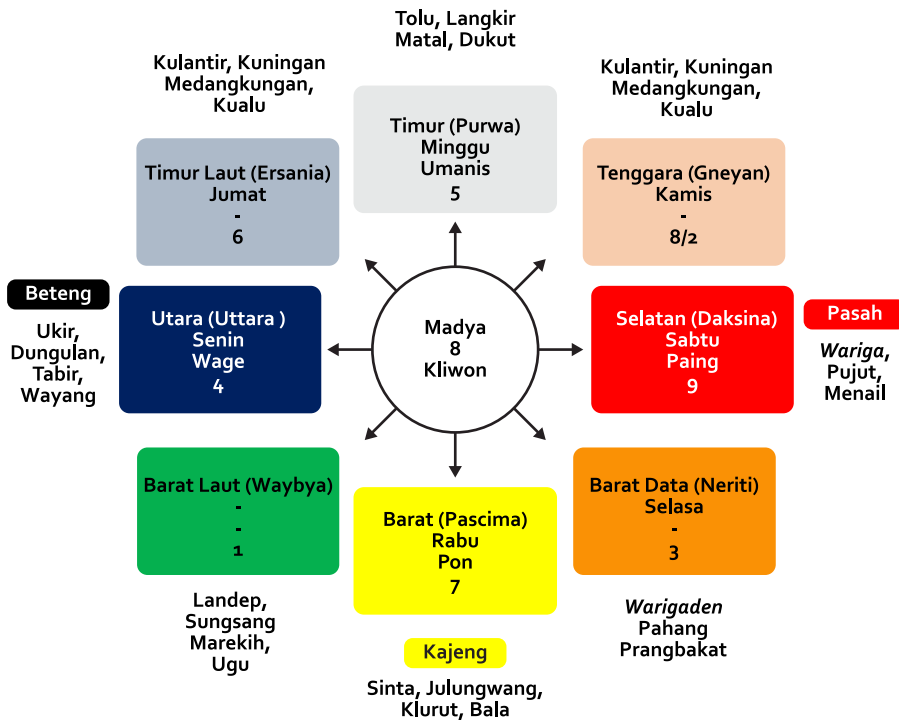 Tolu, Langkir
Matal, Dukut
Kulantir, Kuningan
Medangkungan,
Kualu
Kulantir, Kuningan
Medangkungan,
Kualu
Timur (Purwa)
Minggu
Umanis
5
Timur Laut (Ersania)
Jumat
-
6
Tenggara (Gneyan)
Kamis
-
8/2
Beteng
Ukir,
Dungulan,
Tabir,
Wayang
Utara (Uttara )
Senin
Wage
4
Madya
8
Kliwon
Selatan (Daksina)
Sabtu
Paing
9
Pasah
Wariga,
Pujut,
Menail
Barat Laut (Waybya)
-
-
1
Barat (Pascima)
Rabu
Pon
7
Barat Data (Neriti)
Selasa
-
3
Landep,
Sungsang
Marekih,
Ugu
Kajeng
Sinta, Julungwang,
Klurut, Bala
Warigaden
Pahang
Prangbakat